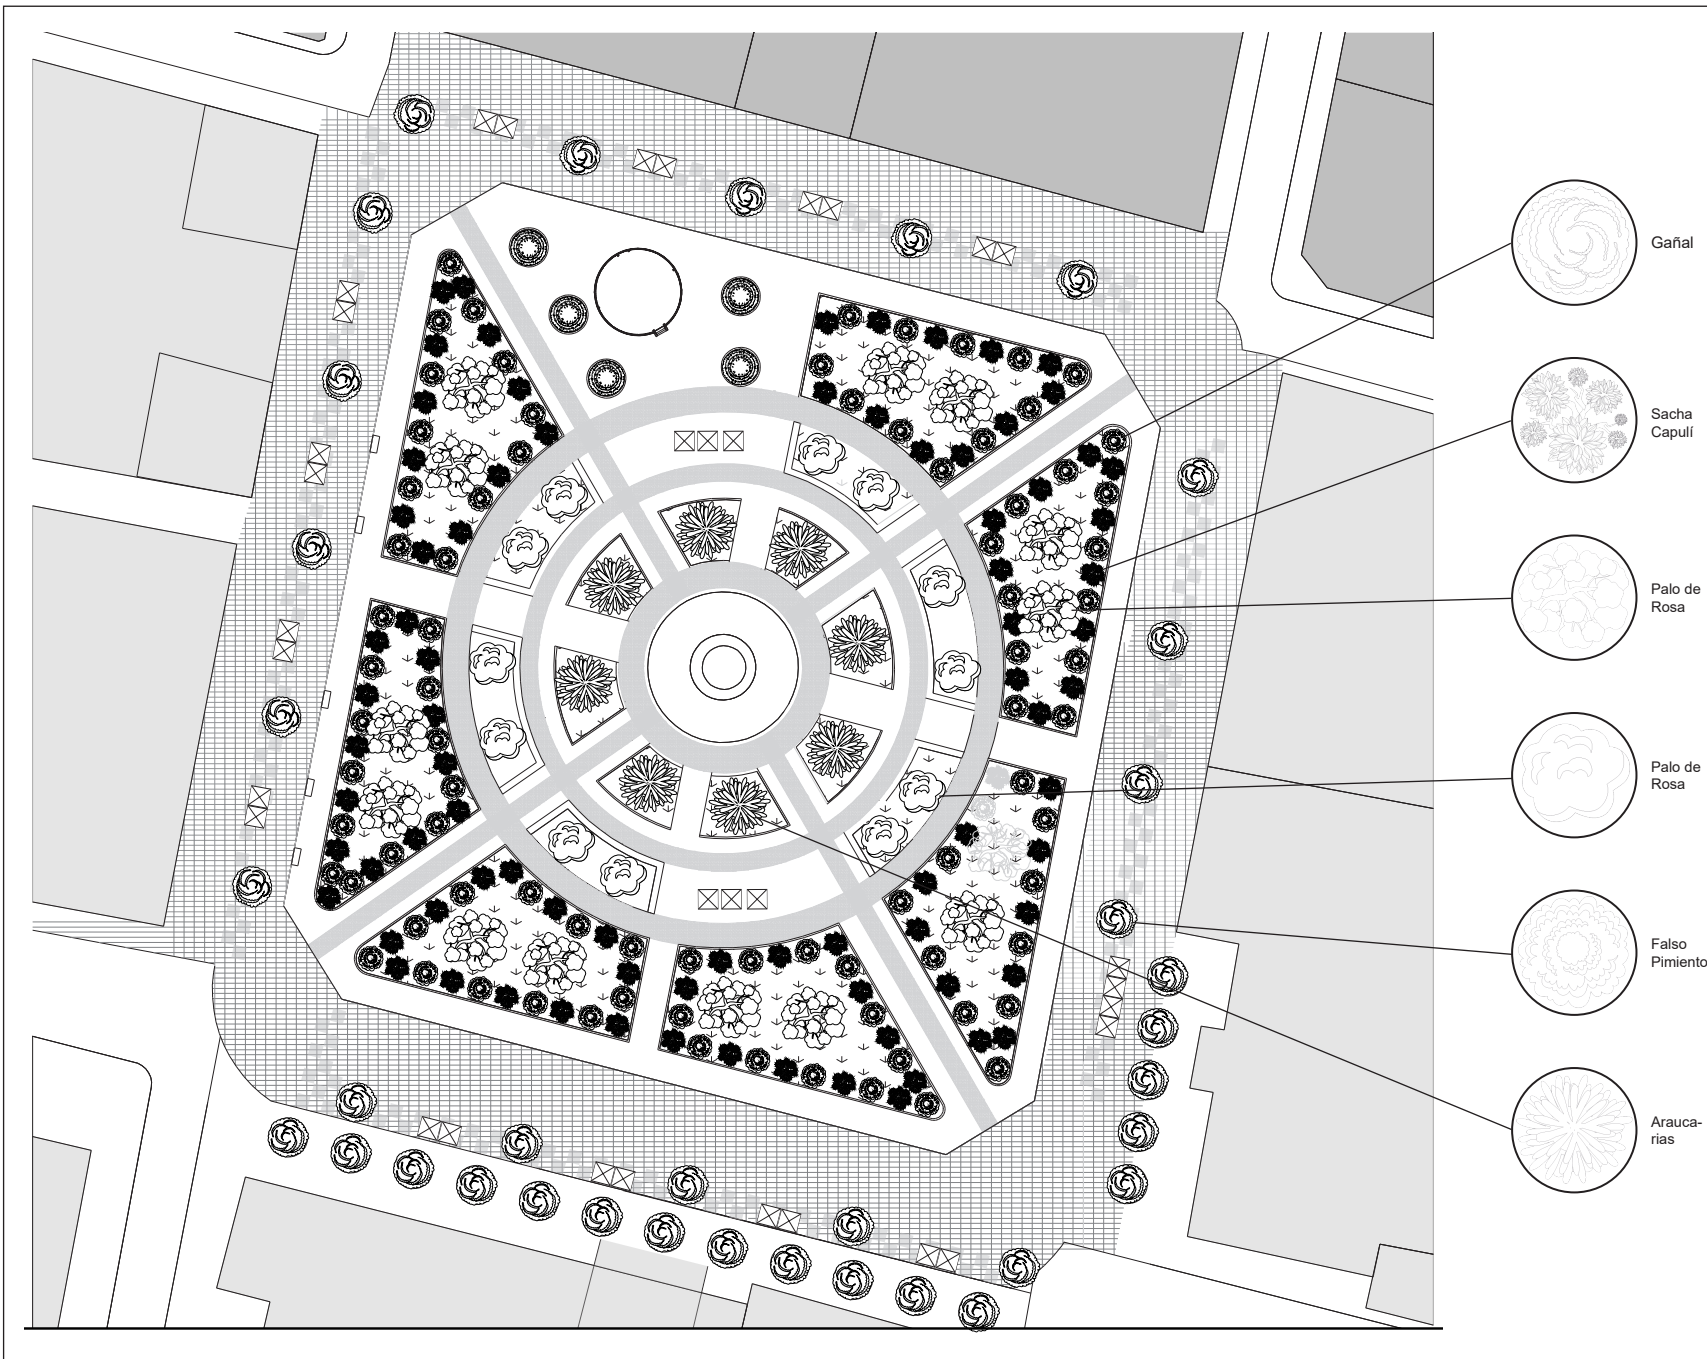 Gañal
Sacha
Capulí
Palo de
Rosa
Palo de
Rosa
Falso
Pimiento
Arauca-
rias